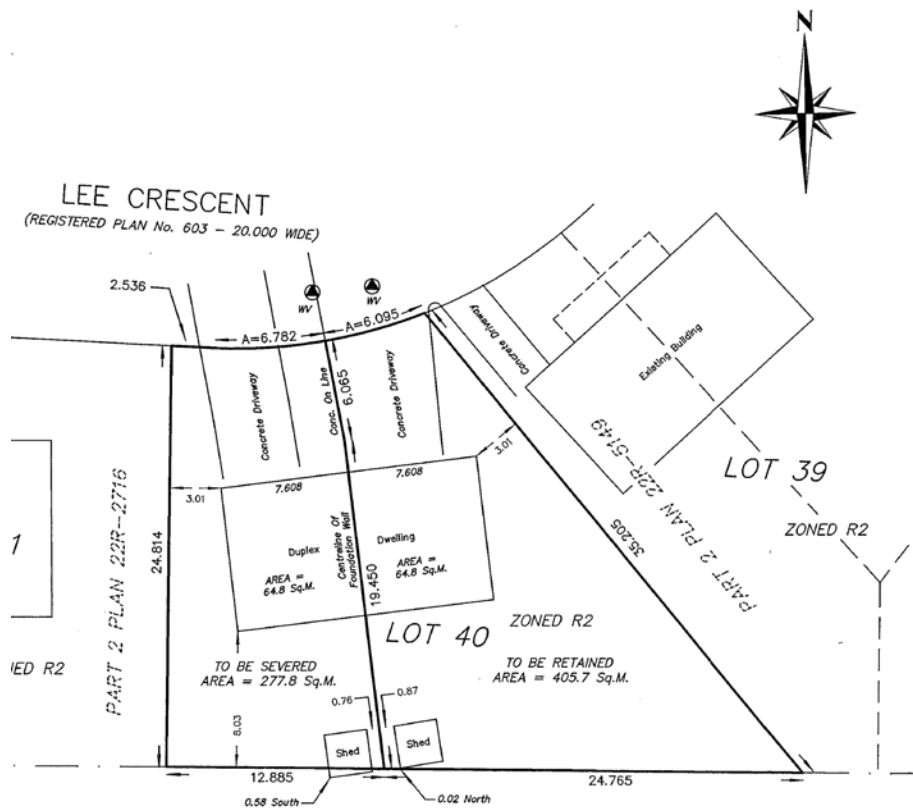 N
LEE CRESCENT
(REGISTERED PLAN No. 603 – 20.000 WIDE)
2.536
WV
WV
A=6.782
A=6.095
Concrete Driveway
Conc. On Line
6.065
Concrete Driveway
Concrete Driveway
Existing Building
3.01
7.608
7.608
3.01
PART 2 PLAN 22R-2716
24.814
1
Duplex
Dwelling
AREA =
64.8 Sq.M.
AREA =
64.8 Sq.M.
Centreline Of
Foundation Wall
19.450
35.205
PART 2 PLAN 22R-5149
LOT 39
ZONED R2
LOT 40
ZONED R2
ZONED R2
TO BE SEVERED
AREA = 277.8 Sq.M.
TO BE RETAINED
AREA = 405.7 Sq.M.
8.03
0.76
0.87
Shed
Shed
12.885
24.765
0.58 South
0.02 North